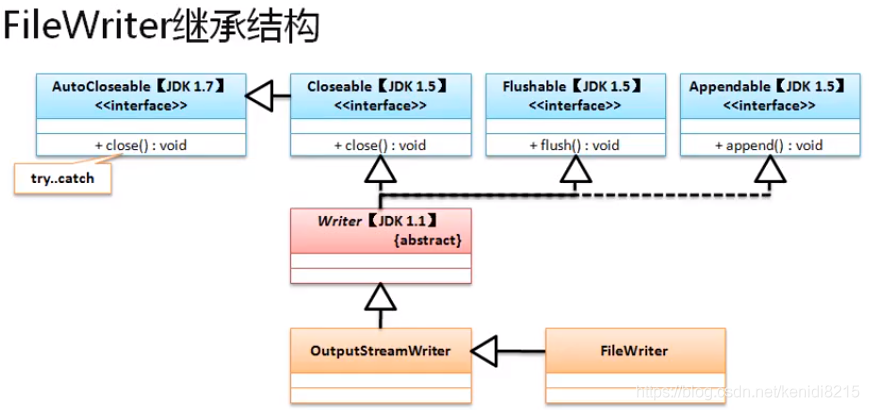 FileWriter继承结构
AutoCloseable【JDK 1.7】
<<interface>>
+ close() : void
Closeable【JDK 1.5】
<<interface>>
+ close() : void
Flushable【JDK 1.5】
<<interface>>
+ flush() : void
Appendable【JDK 1.5】
<<interface>>
+ append() : void
try..catch
Writer【JDK 1.1】
{abstract}
OutputStreamWriter
FileWriter
https://blog.csdn.net/kenidi8215